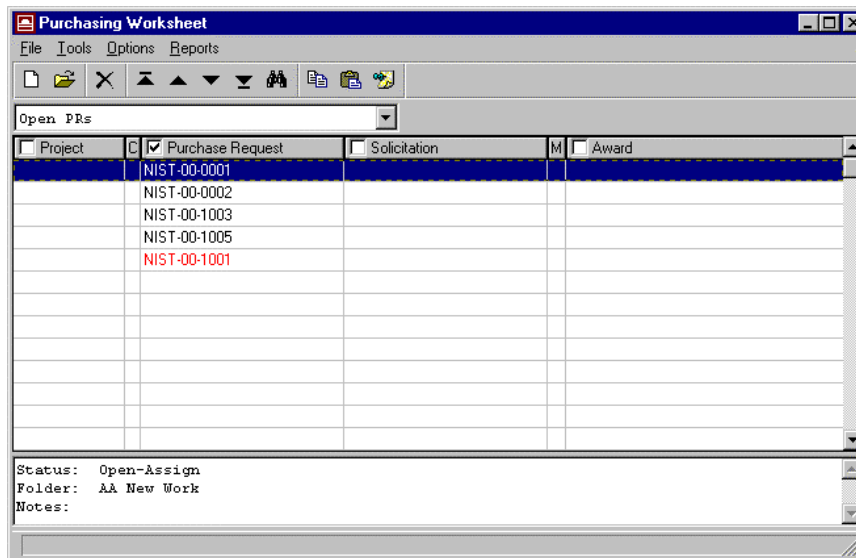 Purchasing Worksheet
File Tools Options Reports
Open PRs
Project C Purchase Request Solicitation M Award
NIST-00-0001
NIST-00-0002
NIST-00-1003
NIST-00-1005
NIST-00-1001
Status: Open-Assign
Folder: AA New Work
Notes: